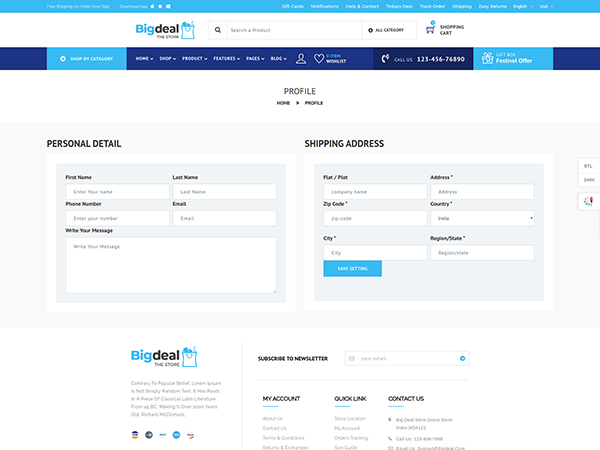 Free Shipping On Order Over $99 Download App Gift Cards Notifications Help & Contact Todays Deal Track Order Shipping Easy Returns English Usd
Bigdeal
THE STORE
Search a Product
ALL CATEGORY
SHOPPING
CART
SHOP BY CATEGORY
HOME SHOP PRODUCT FEATURES PAGES BLOG
0 ITEM
WISHLIST
CALL US 123-456-76890
GIFT BOX
Festivel Offer
PROFILE
HOME > PROFILE
RTL
DARK
PERSONAL DETAIL
First Name Last Name
Enter Your name Last Name
Phone Number Email
Enter your number Email
Write Your Message
Write Your Message
SHIPPING ADDRESS
Flat / Plot Address *
company name Address
Zip Code * Country *
zip-code India
City * Region/State *
City Region/state
SAVE SETTING
Bigdeal
THE STORE
Contrary To Popular Belief, Lorem Ipsum
Is Not Simply Random Text. It Has Roots
In A Piece Of Classical Latin Literature
From 45 BC, Making It Over 2000 Years
Old. Richard McClintock,
SUBSCRIBE TO NEWSLETTER
your email
MY ACCOUNT
About Us
Contact Us
Terms & Conditions
Returns & Exchanges
QUICK LINK
Store Location
My Account
Orders Tracking
Size Guide
CONTACT US
Big Deal Store Demo Store
India-3654123
Call Us: 123-456-7898
Email Us: Support@Bigdeal.Com